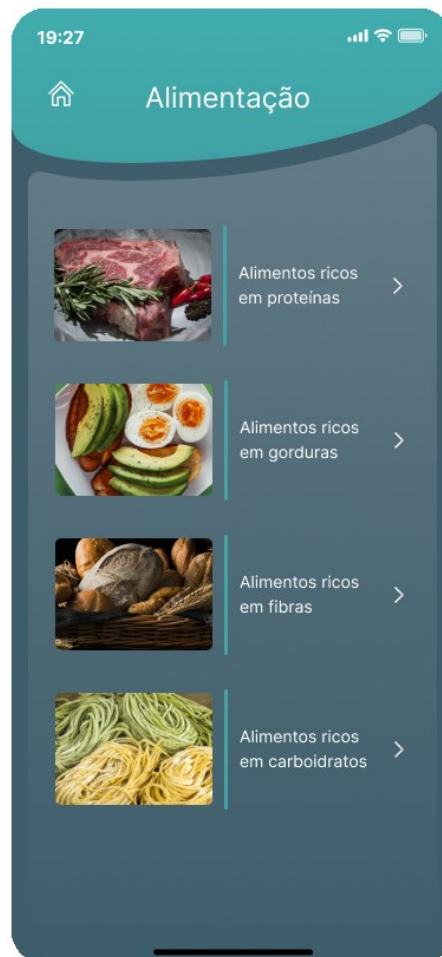 19:27
Alimentação
Alimentos ricos
em proteínas
Alimentos ricos
em gorduras
Alimentos ricos
em fibras
Alimentos ricos
em carboidratos